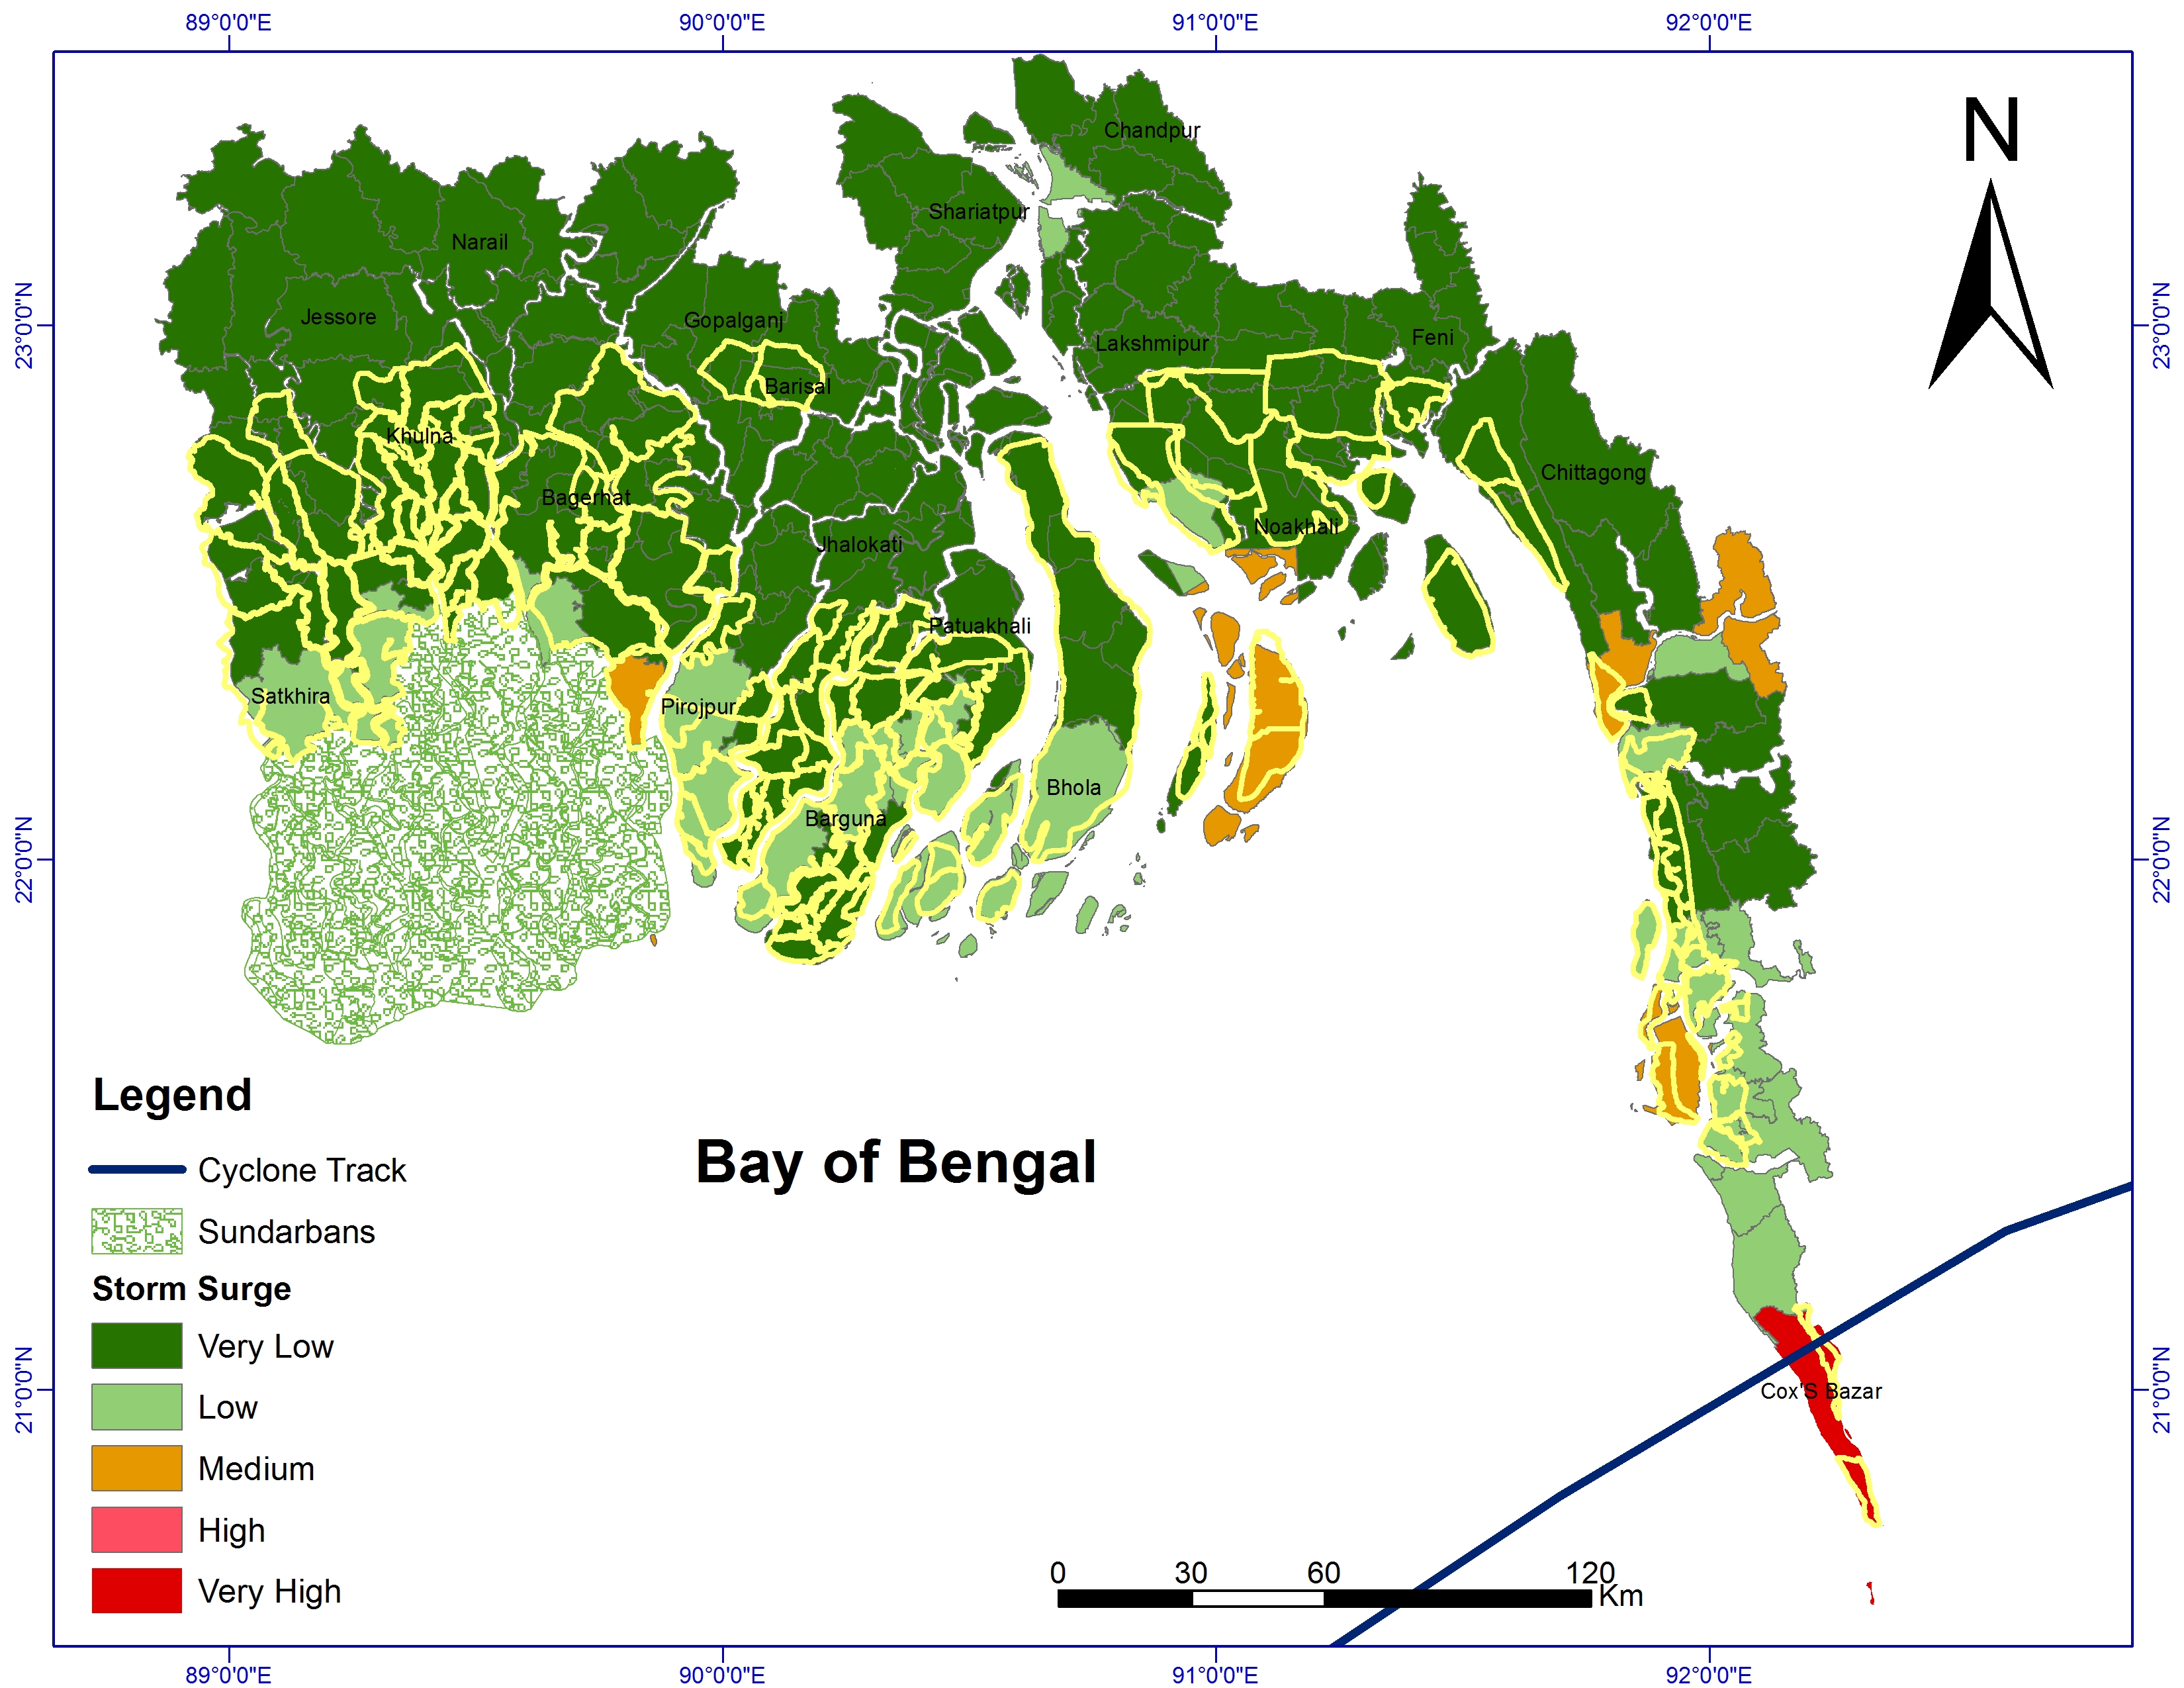 89°0'0"E
90°0'0"E
91°0'0"E
92°0'0"E
N
Chandpur
Shariatpur
Narail
23°0'0"N
23°0'0"N
Jessore
Gopalganj
Lakshmipur
Feni
Barisal
Khulna
Chittagong
Bagerhat
Noakhali
Jhalokati
Patuakhali
Satkhira
Pirojpur
Bhola
Barguna
22°0'0"N
22°0'0"N
Legend
Cyclone Track
Sundarbans
Storm Surge
Very Low
Low
Medium
High
Very High
Bay of Bengal
21°0'0"N
21°0'0"N
Cox'S Bazar
0 30 60 120
Km
89°0'0"E
90°0'0"E
91°0'0"E
92°0'0"E